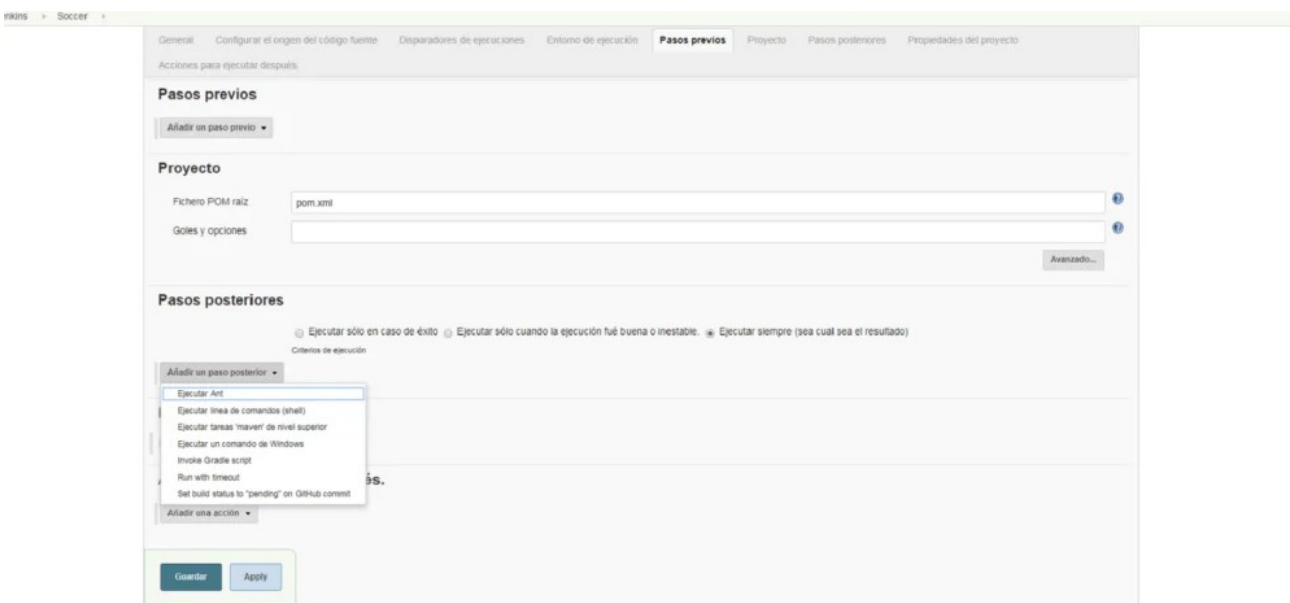 Soccer
General Configurar el origen del código fuente Disparadores de ejecuciones Entorno de ejecución Pasos previos Proyecto Pasos posteriores Propiedades del proyecto
Acciones para ejecutar después.
Pasos previos
Añadir un paso previo
Proyecto
Fichero POM raíz pom.xml
Goles y opciones
Avanzado...
Pasos posteriores
Ejecutar sólo en caso de éxito Ejecutar sólo cuando la ejecución fué buena o inestable. Ejecutar siempre (sea cual sea el resultado)
Criterios de ejecución
Añadir un paso posterior
Ejecutar Ant
Ejecutar linea de comandos (shell)
Ejecutar tareas 'maven' de nivel superior
Ejecutar un comando de Windows
Invoke Gradle script
Run with timeout
Set build status to "pending" on GitHub commit
Añadir una acción
Guardar Apply